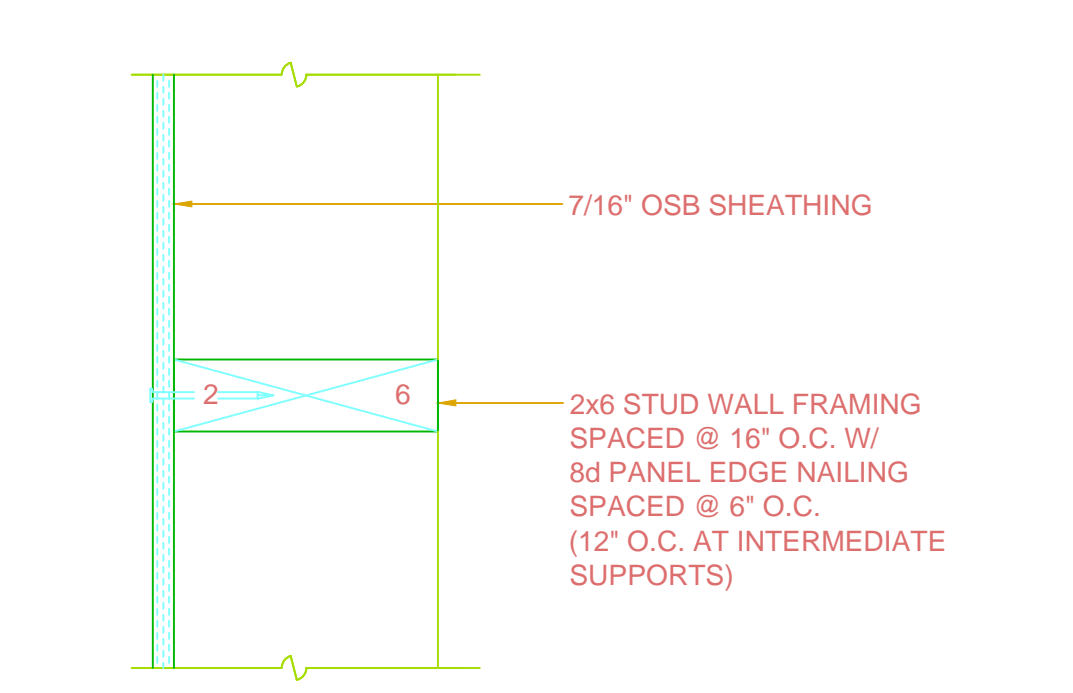 7/16" OSB SHEATHING
2 6
2x6 STUD WALL FRAMING
SPACED @ 16" O.C. W/
8d PANEL EDGE NAILING
SPACED @ 6" O.C.
(12" O.C. AT INTERMEDIATE
SUPPORTS)